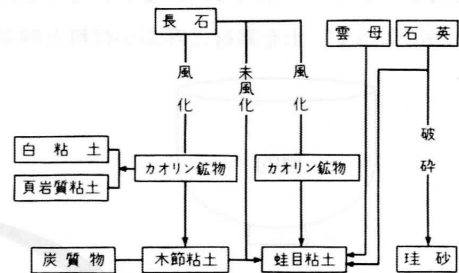 長石
雲母
石英
風化
未風化
風化
破砕
白粘土
頁岩質粘土
カオリン鉱物
カオリン鉱物
炭質物
木節粘土
蛙目粘土
珪砂